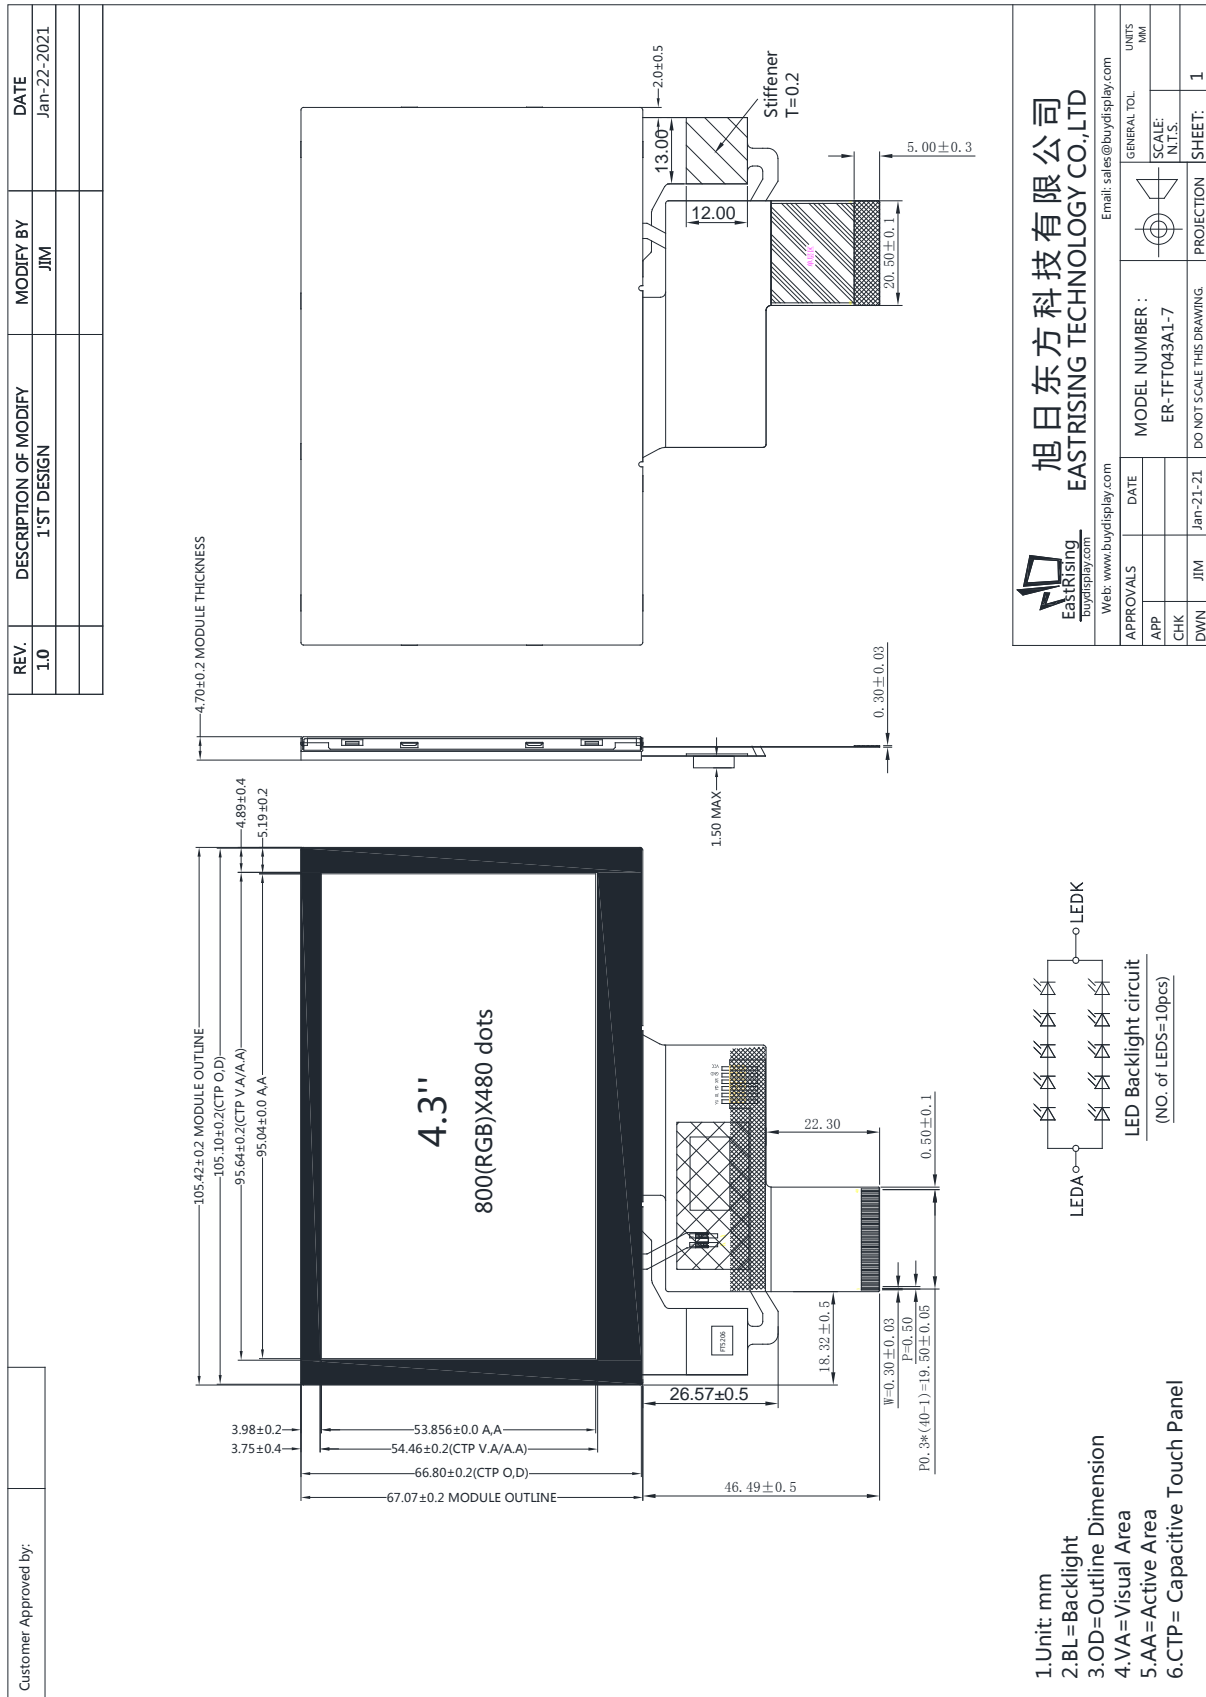 Customer Approved by:
REV.
DESCRIPTION OF MODIFY
MODIFY BY
DATE
1.0
1'ST DESIGN
JIM
Jan-22-2021
105.42±0.2 MODULE OUTLINE
105.10±0.2(CTP O,D)
95.64±0.2(CTP V.A/A.A)
95.04±0.0 A,A
4.89±0.4
5.19±0.2
3.98±0.2
3.75±0.4
53.856±0.0 A,A
54.46±0.2(CTP V.A/A.A)
66.80±0.2(CTP O,D)
67.07±0.2 MODULE OUTLINE
4.3''
800(RGB)X480 dots
FT5206
26.57±0.5
46.49±0.5
18.32±0.5
22.30
W=0.30±0.03
P=0.50
P0.3*(40-1)=19.50±0.05
0.50±0.1
4.70±0.2 MODULE THICKNESS
1.50 MAX
0.30±0.03
2.0±0.5
13.00
12.00
Stiffener
T=0.2
5.00±0.3
20.50±0.1
LEDA
LEDK
LED Backlight circuit
(NO. of LEDS=10pcs)
1.Unit: mm
2.BL=Backlight
3.OD=Outline Dimension
4.VA=Visual Area
5.AA=Active Area
6.CTP= Capacitive Touch Panel
EastRising
buydisplay.com
旭日东方科技有限公司
EASTRISING TECHNOLOGY CO.,LTD
Web: www.buydisplay.com
Email: sales@buydisplay.com
APPROVALS
DATE
MODEL NUMBER :
ER-TFT043A1-7
GENERAL TOL.
UNITS
MM
APP
CHK
SCALE:
N.T.S.
DWN
JIM
Jan-21-21
DO NOT SCALE THIS DRAWING.
PROJECTION
SHEET:
1